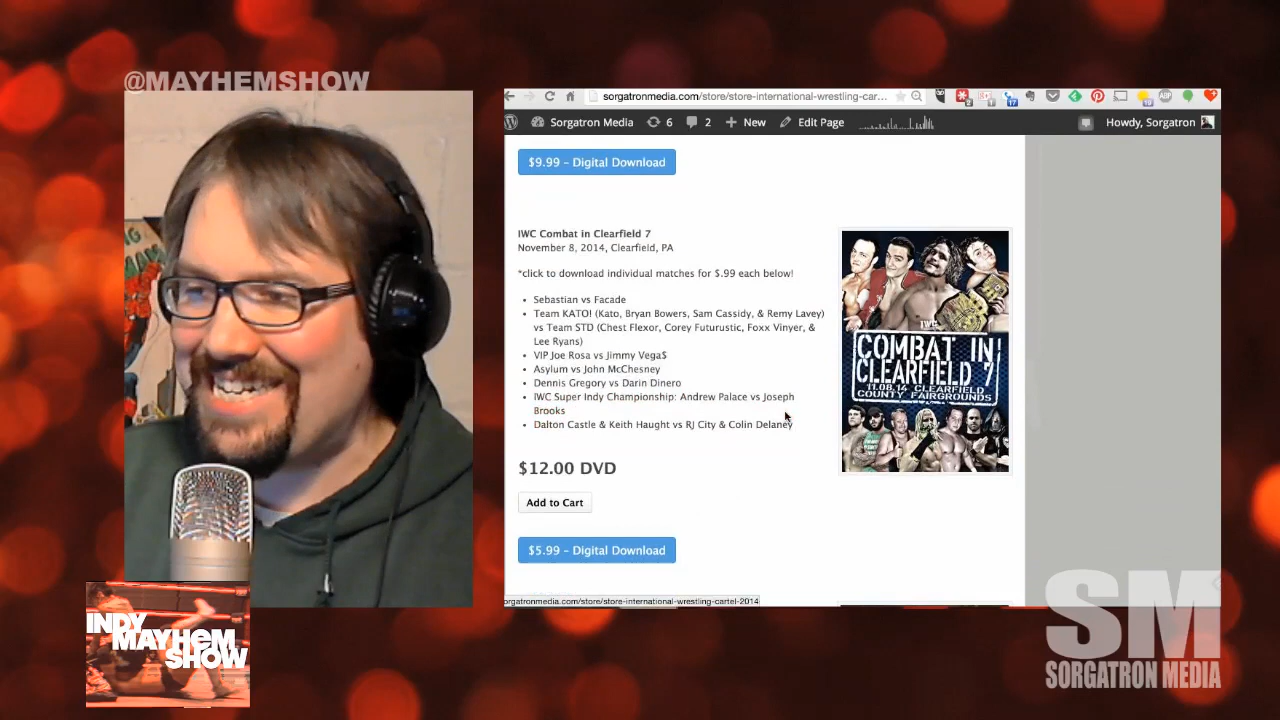 @MAYHEMSHOW
sorgatronmedia.com/store/store-international-wrestling-car...
Sorgatron Media
6
2
New
Edit Page
Howdy, Sorgatron
$9.99 – Digital Download
IWC Combat in Clearfield 7
November 8, 2014, Clearfield, PA
*click to download individual matches for $.99 each below!
Sebastian vs Facade
Team KATO! (Kato, Bryan Bowers, Sam Cassidy, & Remy Lavey)
vs Team STD (Chest Flexor, Corey Futurustic, Foxx Vinyer, &
Lee Ryans)
VIP Joe Rosa vs Jimmy Vega$
Asylum vs John McChesney
Dennis Gregory vs Darin Dinero
IWC Super Indy Championship: Andrew Palace vs Joseph
Brooks
Dalton Castle & Keith Haught vs RJ City & Colin Delaney
$12.00 DVD
Add to Cart
$5.99 – Digital Download
IWC
COMBAT IN
CLEARFIELD 7
11.08.14 CLEARFIELD
COUNTY FAIRGROUNDS
orgatronmedia.com/store/store-international-wrestling-cartel-2014
INDY
MAYHEM
SHOW
SM
SORGATRON MEDIA